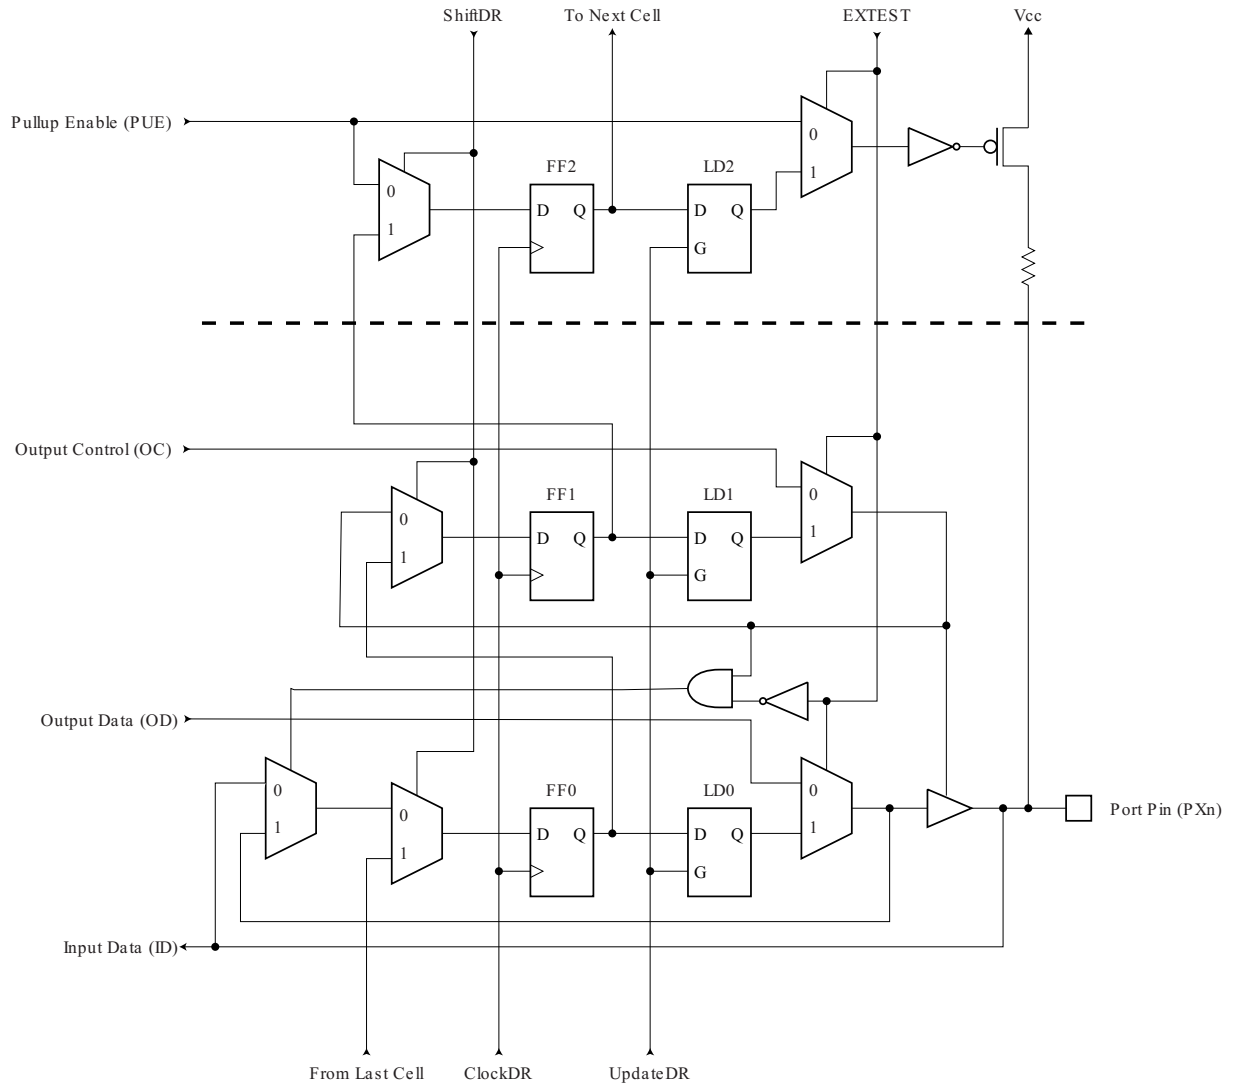 ShiftDR
To Next Cell
EXTEST
Vcc
Pullup Enable (PUE)
0
1
FF2
D Q
LD2
D Q
G
0
1
Output Control (OC)
0
1
FF1
D Q
LD1
D Q
G
0
1
Output Data (OD)
0
1
0
1
FF0
D Q
LD0
D Q
G
0
1
Port Pin (PXn)
Input Data (ID)
From Last Cell
ClockDR
UpdateDR